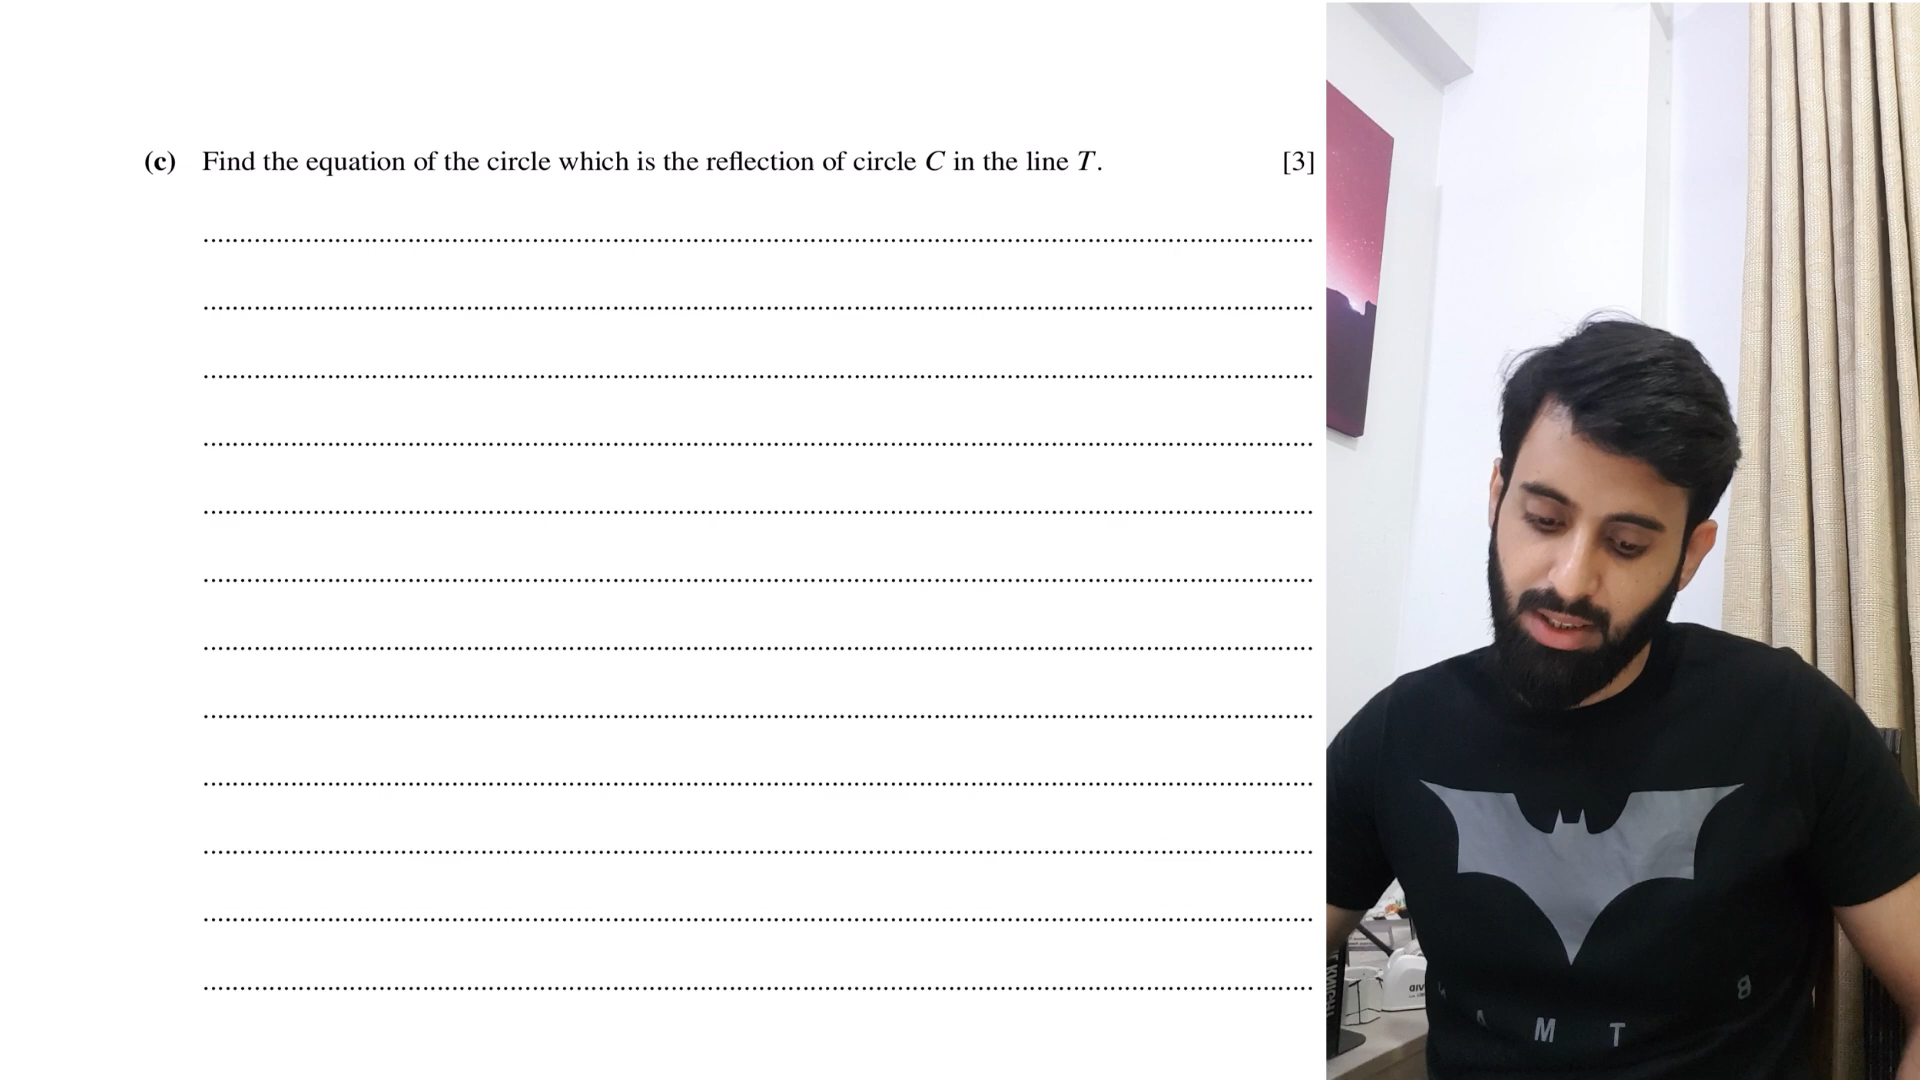 (c) Find the equation of the circle which is the reflection of circle C in the line T. [3]
B
A M T